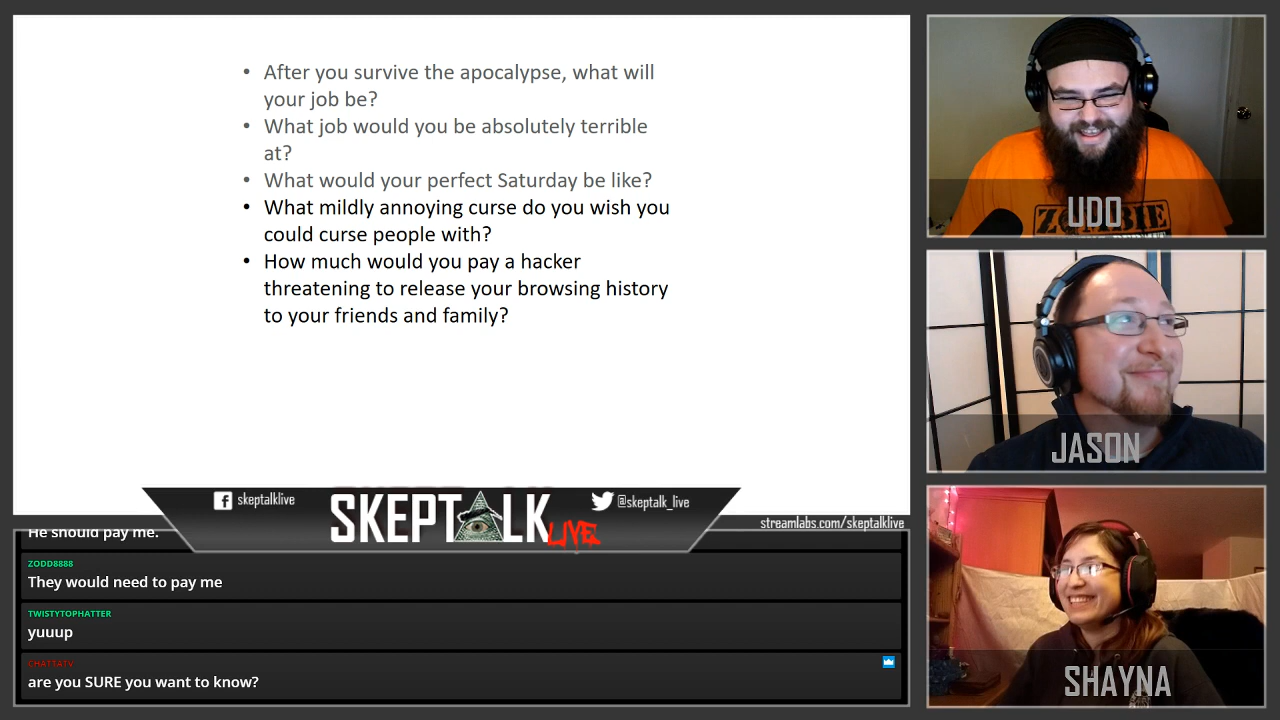 • After you survive the apocalypse, what will
your job be?
• What job would you be absolutely terrible
at?
• What would your perfect Saturday be like?
• What mildly annoying curse do you wish you
could curse people with?
• How much would you pay a hacker
threatening to release your browsing history
to your friends and family?
skeptalklive
SKEPTALK
LIVE
@skeptalk_live
streamlabs.com/skeptalklive
He should pay me.
ZODD8888
They would need to pay me
TWISTYTOPHATTER
yuuup
CHATTATV
are you SURE you want to know?
ZOMBIE
UDO
JASON
SHAYNA